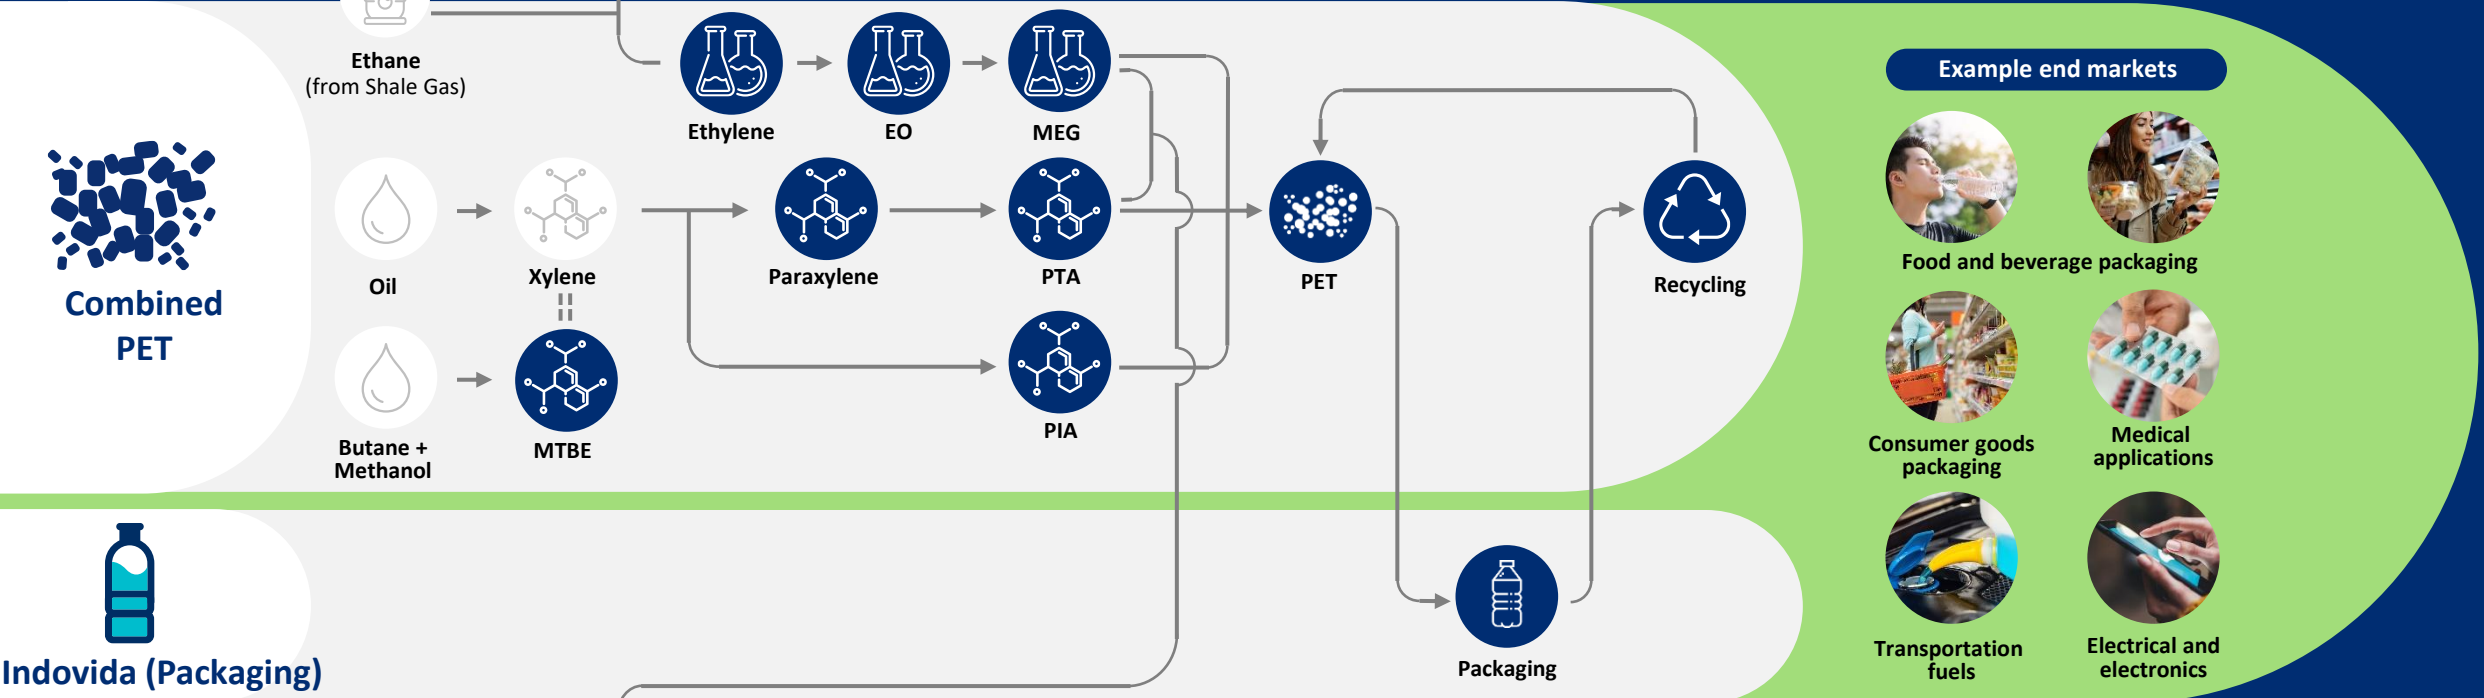 Ethane
(from Shale Gas)
Ethylene
EO
MEG
Example end markets
Combined
PET
Oil
Xylene
Paraxylene
PTA
PET
Recycling
Food and beverage packaging
Butane +
Methanol
MTBE
PIA
Consumer goods
packaging
Medical
applications
Indovida (Packaging)
Packaging
Transportation
fuels
Electrical and
electronics